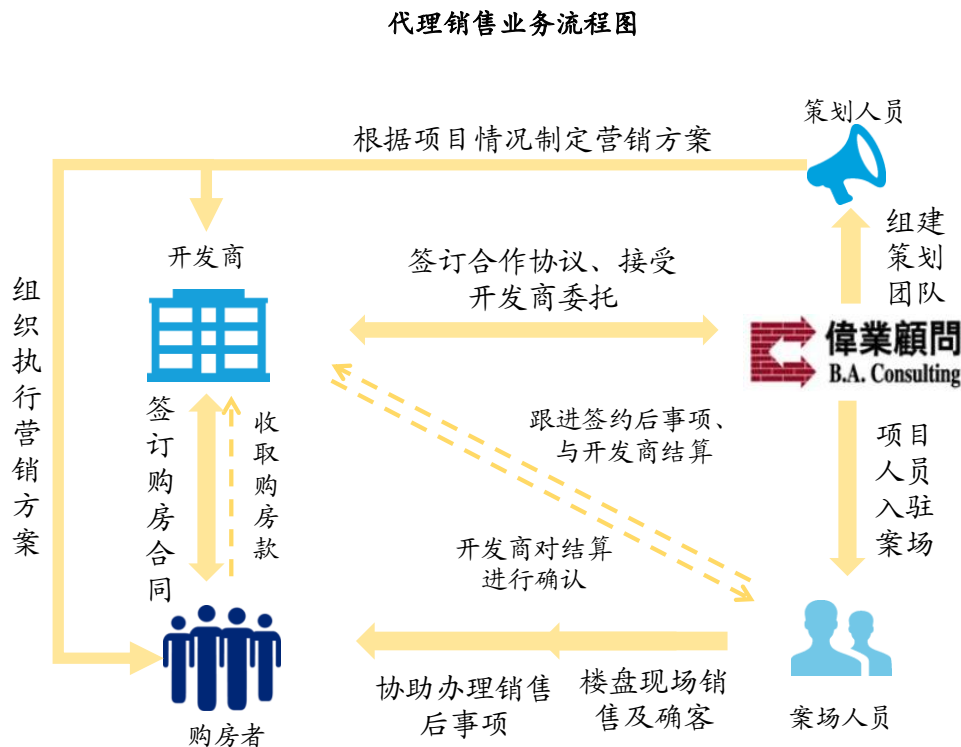 代理销售业务流程图
策划人员
根据项目情况制定营销方案
组建
策划
团队
开发商
签订合作协议、接受
开发商委托
偉業顧問
B.A. Consulting
组织执行营销方案
签订购房合同
收取购房款
跟进签约后事项、
与开发商结算
项目
人员
入驻
案场
开发商对结算
进行确认
协助办理销售
后事项
楼盘现场销
售及确客
购房者
案场人员